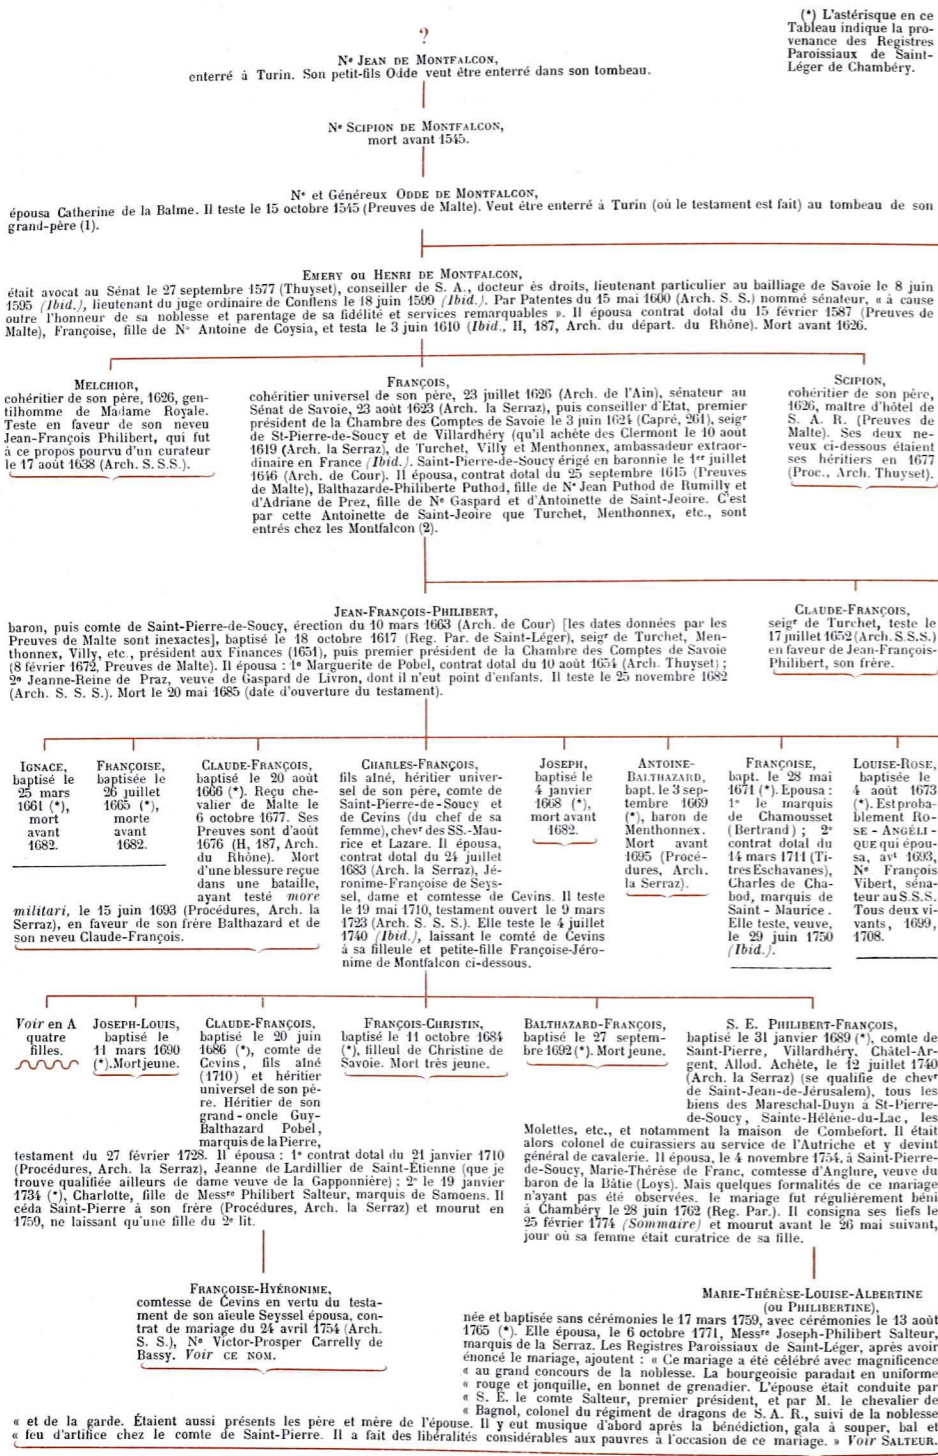 (*) L'astérisque en ce
Tableau indique la pro-
venance des Registres
Paroissiaux de Saint-
Léger de Chambéry.
?
Nᵉ JEAN DE MONTFALCON,
enterré à Turin. Son petit-fils Odde veut être enterré dans son tombeau.
Nᵉ SCIPION DE MONTFALCON,
mort avant 1545.
Nᵉ et Généreux ODDE DE MONTFALCON,
épousa Catherine de la Balme. Il teste le 15 octobre 1545 (Preuves de Malte). Veut être enterré à Turin (où le testament est fait) au tombeau de son
grand-père (1).
EMERY ou HENRI DE MONTFALCON,
était avocat au Sénat le 27 septembre 1577 (Thuyset), conseiller de S. A., docteur ès droits, lieutenant particulier au bailliage de Savoie le 8 juin
1595 (Ibid.), lieutenant du juge ordinaire de Conflens le 18 juin 1599 (Ibid.). Par Patentes du 15 mai 1600 (Arch. S. S.) nommé sénateur, « à cause
outre l'honneur de sa noblesse et parentage de sa fidélité et services remarquables ». Il épousa contrat dotal du 15 février 1587 (Preuves de
Malte), Françoise, fille de Nᵉ Antoine de Coysia, et testa le 3 juin 1610 (Ibid., H, 187, Arch. du départ. du Rhône). Mort avant 1626.
MELCHIOR,
cohéritier de son père, 1626, gen-
tilhomme de Madame Royale.
Teste en faveur de son neveu
Jean-François Philibert, qui fut
à ce propos pourvu d'un curateur
le 17 août 1638 (Arch. S. S.S.).
FRANÇOIS,
cohéritier universel de son père, 23 juillet 1626 (Arch. de l'Ain), sénateur au
Sénat de Savoie, 23 août 1623 (Arch. la Serraz), puis conseiller d'Etat, premier
président de la Chambre des Comptes de Savoie le 3 juin 1624 (Capré, 261), seigʳ
de St-Pierre-de-Soucy et de Villardhéry (qu'il achète des Clermont le 10 août
1619 (Arch. la Serraz), de Turchet, Villy et Menthonnex, ambassadeur extraor-
dinaire en France (Ibid.). Saint-Pierre-de-Soucy érigé en baronnie le 1ᵉʳ juillet
1646 (Arch. de Cour). Il épousa, contrat dotal du 25 septembre 1615 (Preuves
de Malte), Balthazarde-Philiberte Puthod, fille de Nᵉ Jean Puthod de Rumilly et
d'Adriane de Prez, fille de Nᵉ Gaspard et d'Antoinette de Saint-Jeoire. C'est
par cette Antoinette de Saint-Jeoire que Turchet, Menthonnex, etc., sont
entrés chez les Montfalcon (2).
SCIPION,
cohéritier de son père,
1626, maître d'hôtel de
S. A. R. (Preuves de
Malte). Ses deux ne-
veux ci-dessous étaient
ses héritiers en 1677
(Proc., Arch. Thuyset).
JEAN-FRANÇOIS-PHILIBERT,
baron, puis comte de Saint-Pierre-de-Soucy, érection du 10 mars 1663 (Arch. de Cour) [les dates données par les
Preuves de Malte sont inexactes], baptisé le 18 octobre 1617 (Reg. Par. de Saint-Léger), seigʳ de Turchet, Men-
thonnex, Villy, etc., président aux Finances (1651), puis premier président de la Chambre des Comptes de Savoie
(8 février 1672, Preuves de Malte). Il épousa : 1º Marguerite de Pobel, contrat dotal du 10 août 1654 (Arch. Thuyset) ;
2º Jeanne-Reine de Praz, veuve de Gaspard de Livron, dont il n'eut point d'enfants. Il teste le 25 novembre 1682
(Arch. S. S. S.). Mort le 20 mai 1685 (date d'ouverture du testament).
CLAUDE-FRANÇOIS,
seigʳ de Turchet, teste le
17 juillet 1652 (Arch. S.S.S.)
en faveur de Jean-François-
Philibert, son frère.
IGNACE,
baptisé le
25 mars
1661 (*),
mort
avant
1682.
FRANÇOISE,
baptisée le
26 juillet
1665 (*),
morte
avant
1682.
CLAUDE-FRANÇOIS,
baptisé le 20 août
1666 (*). Reçu che-
valier de Malte le
6 octobre 1677. Ses
Preuves sont d'août
1676 (H, 187, Arch.
du Rhône). Mort
d'une blessure reçue
dans une bataille,
ayant testé more
militari, le 15 juin 1693 (Procédures, Arch. la
Serraz), en faveur de son frère Balthazard et de
son neveu Claude-François.
CHARLES-FRANÇOIS,
fils aîné, héritier univer-
sel de son père, comte de
Saint-Pierre-de-Soucy et
de Cevins (du chef de sa
femme), chevʳ des SS.-Mau-
rice et Lazare. Il épousa,
contrat dotal du 24 juillet
1683 (Arch. la Serraz), Jé-
ronime-Françoise de Seys-
sel, dame et comtesse de Cevins. Il teste
le 19 mai 1710, testament ouvert le 9 mars
1723 (Arch. S. S. S.). Elle teste le 4 juillet
1740 (Ibid.), laissant le comté de Cevins
à sa filleule et petite-fille Françoise-Jéro-
nime de Montfalcon ci-dessous.
JOSEPH,
baptisé le
4 janvier
1668 (*),
mort avant
1682.
ANTOINE-
BALTHAZARD,
bapt. le 3 sep-
tembre 1669
(*), baron de
Menthonnex.
Mort avant
1695 (Procé-
dures, Arch.
la Serraz).
FRANÇOISE,
bapt. le 28 mai
1671 (*). Epousa :
1º le marquis
de Chamousset
(Bertrand) ; 2º
contrat dotal du
14 mars 1711 (Ti-
tres Eschavanes),
Charles de Cha-
bod, marquis de
Saint-Maurice.
Elle teste, veuve,
le 29 juin 1750
(Ibid.).
LOUISE-ROSE,
baptisée le
4 août 1673
(*). Est proba-
blement RO-
SE-ANGÉLI-
QUE qui épou-
sa, avᵗ 1693,
Nᵉ François
Vibert, séna-
teur au S.S.S.
Tous deux vi-
vants, 1699,
1708.
Voir en A
quatre
filles.
JOSEPH-LOUIS,
baptisé le
11 mars 1690
(*). Mort jeune.
CLAUDE-FRANÇOIS,
baptisé le 20 juin
1686 (*), comte de
Cevins, fils aîné
(1710) et héritier
universel de son pè-
re. Héritier de son
grand-oncle Guy-
Balthazard Pobel,
marquis de la Pierre,
testament du 27 février 1728. Il épousa : 1º contrat dotal du 21 janvier 1710
(Procédures, Arch. la Serraz), Jeanne de Lardillier de Saint-Étienne (que je
trouve qualifiée ailleurs de dame veuve de la Gapponnière) ; 2º le 19 janvier
1734 (*), Charlotte, fille de Messʳᵉ Philibert Salteur, marquis de Samoens. Il
céda Saint-Pierre à son frère (Procédures, Arch. la Serraz) et mourut en
1759, ne laissant qu'une fille du 2ᵉ lit.
FRANÇOIS-CHRISTIN,
baptisé le 11 octobre 1684
(*), filleul de Christine de
Savoie. Mort très jeune.
BALTHAZARD-FRANÇOIS,
baptisé le 27 septem-
bre 1692 (*). Mort jeune.
S. E. PHILIBERT-FRANÇOIS,
baptisé le 31 janvier 1689 (*), comte de
Saint-Pierre, Villardhéry, Châtel-Ar-
gent, Allod. Achète, le 12 juillet 1740
(Arch. la Serraz) (se qualifie de chevʳ
de Saint-Jean-de-Jérusalem), tous les
biens des Mareschal-Duyn à St-Pierre-
de-Soucy, Sainte-Hélène-du-Lac, les
Molettes, etc., et notamment la maison de Combefort. Il était
alors colonel de cuirassiers au service de l'Autriche et y devint
général de cavalerie. Il épousa, le 4 novembre 1754, à Saint-Pierre-
de-Soucy, Marie-Thérèse de Franc, comtesse d'Anglure, veuve du
baron de la Bâtie (Loys). Mais quelques formalités de ce mariage
n'ayant pas été observées, le mariage fut régulièrement béni
à Chambéry le 28 juin 1762 (Reg. Par.). Il consigna ses fiefs le
25 février 1774 (Sommaire) et mourut avant le 26 mai suivant,
jour où sa femme était curatrice de sa fille.
FRANÇOISE-HYÉRONIME,
comtesse de Cevins en vertu du testa-
ment de son aïeule Seyssel épousa, con-
trat de mariage du 24 avril 1754 (Arch.
S. S.), Nᵉ Victor-Prosper Carrelly de
Bassy. Voir CE NOM.
MARIE-THÉRÈSE-LOUISE-ALBERTINE
(ou PHILIBERTINE),
née et baptisée sans cérémonies le 17 mars 1759, avec cérémonies le 13 août
1765 (*). Elle épousa, le 6 octobre 1771, Messʳᵉ Joseph-Philibert Salteur,
marquis de la Serraz. Les Registres Paroissiaux de Saint-Léger, après avoir
énoncé le mariage, ajoutent : « Ce mariage a été célébré avec magnificence
« au grand concours de la noblesse. La bourgeoisie paradait en uniforme
« rouge et jonquille, en bonnet de grenadier. L'épouse était conduite par
« S. E. le comte Salteur, premier président, et par M. le chevalier de
« Bagnol, colonel du régiment de dragons de S. A. R., suivi de la noblesse
« et de la garde. Étaient aussi présents les père et mère de l'épouse. Il y eut musique d'abord après la bénédiction, gala à souper, bal et
« feu d'artifice chez le comte de Saint-Pierre. Il a fait des libéralités considérables aux pauvres à l'occasion de ce mariage. » Voir SALTEUR.